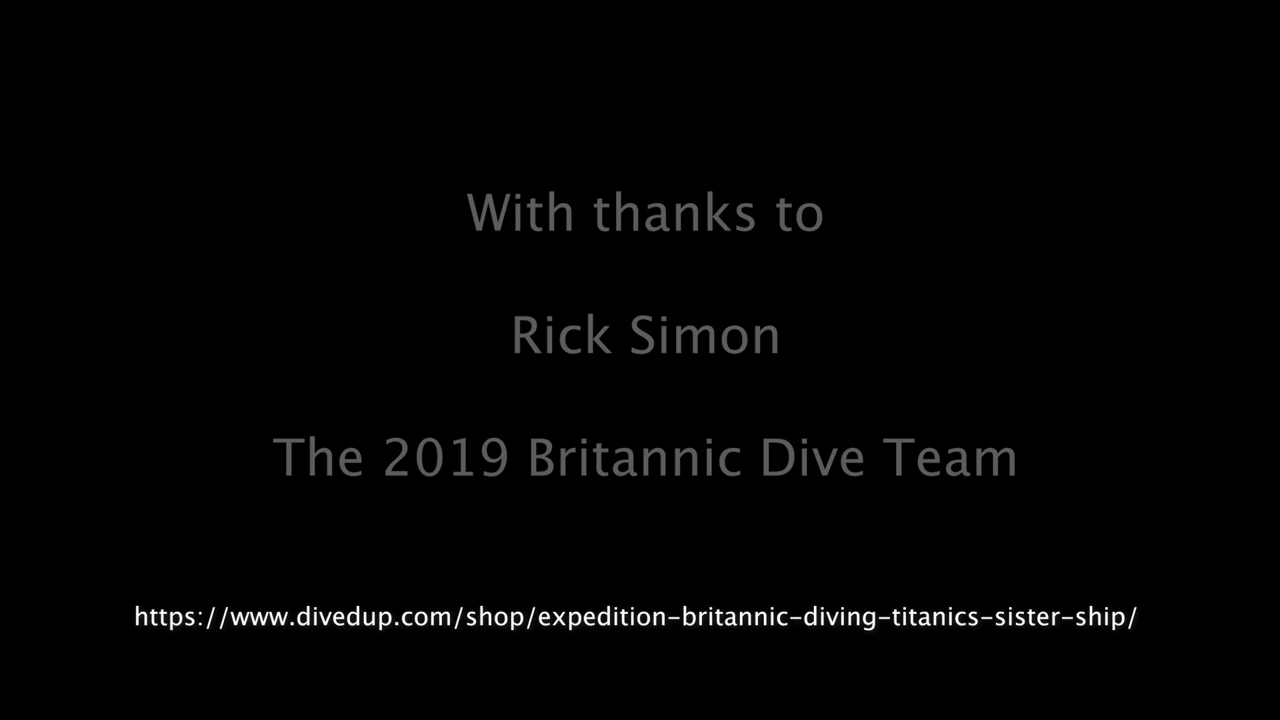 With thanks to
Rick Simon
The 2019 Britannic Dive Team
https://www.divedup.com/shop/expedition-britannic-diving-titanics-sister-ship/